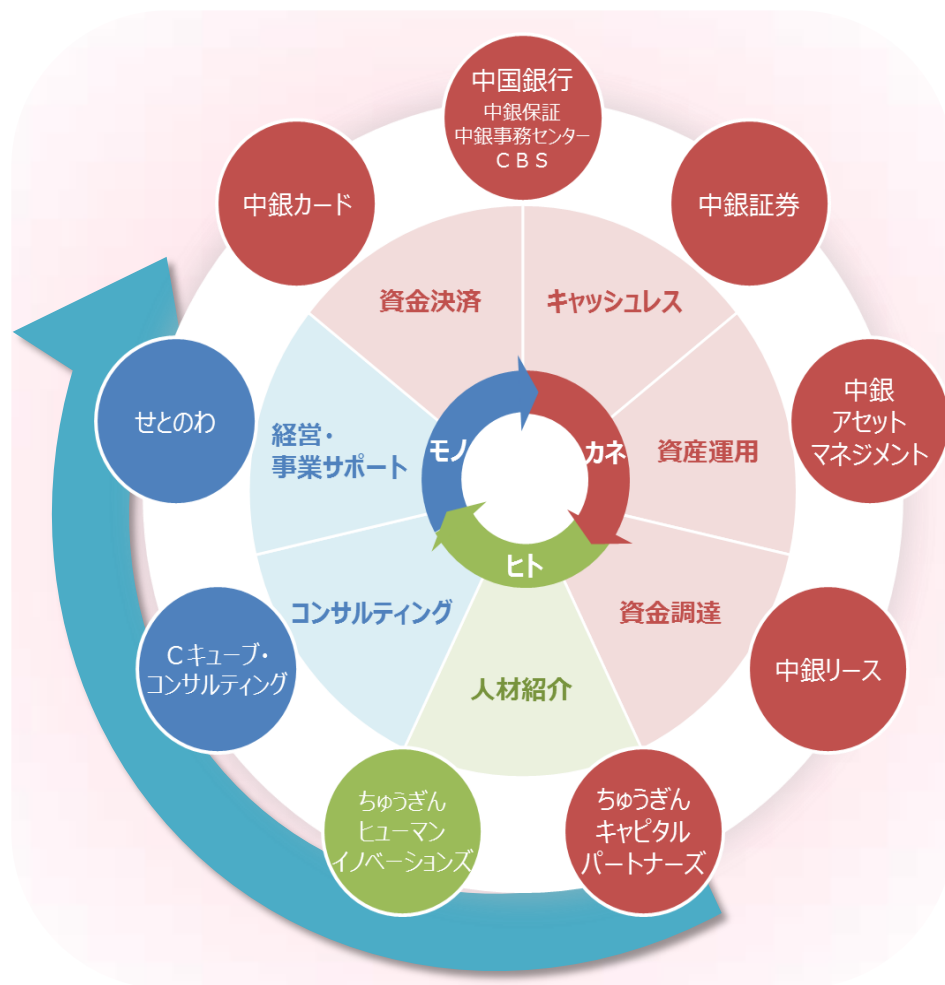 中国銀行
中銀保証
中銀事務センター
ＣＢＳ
中銀カード
中銀証券
資金決済
キャッシュレス
せとのわ
経営・
事業サポート
モノ
カネ
資産運用
中銀
アセット
マネジメント
ヒト
コンサルティング
資金調達
Ｃキューブ・
コンサルティング
人材紹介
中銀リース
ちゅうぎん
ヒューマン
イノベーションズ
ちゅうぎん
キャピタル
パートナーズ